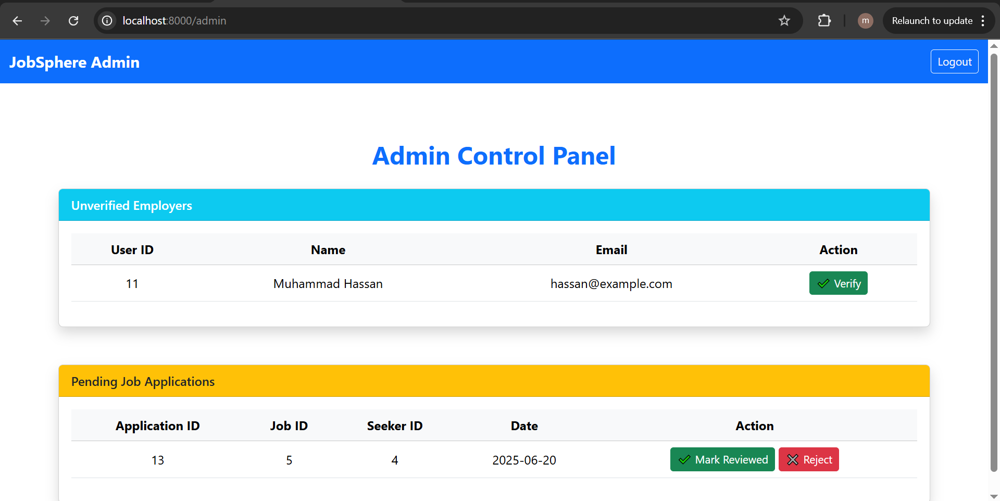 localhost:8000/admin
m
Relaunch to update
JobSphere Admin
Logout
Admin Control Panel
Unverified Employers
User ID Name Email Action
11 Muhammad Hassan hassan@example.com Verify
Pending Job Applications
Application ID Job ID Seeker ID Date Action
13 5 4 2025-06-20 Mark Reviewed Reject